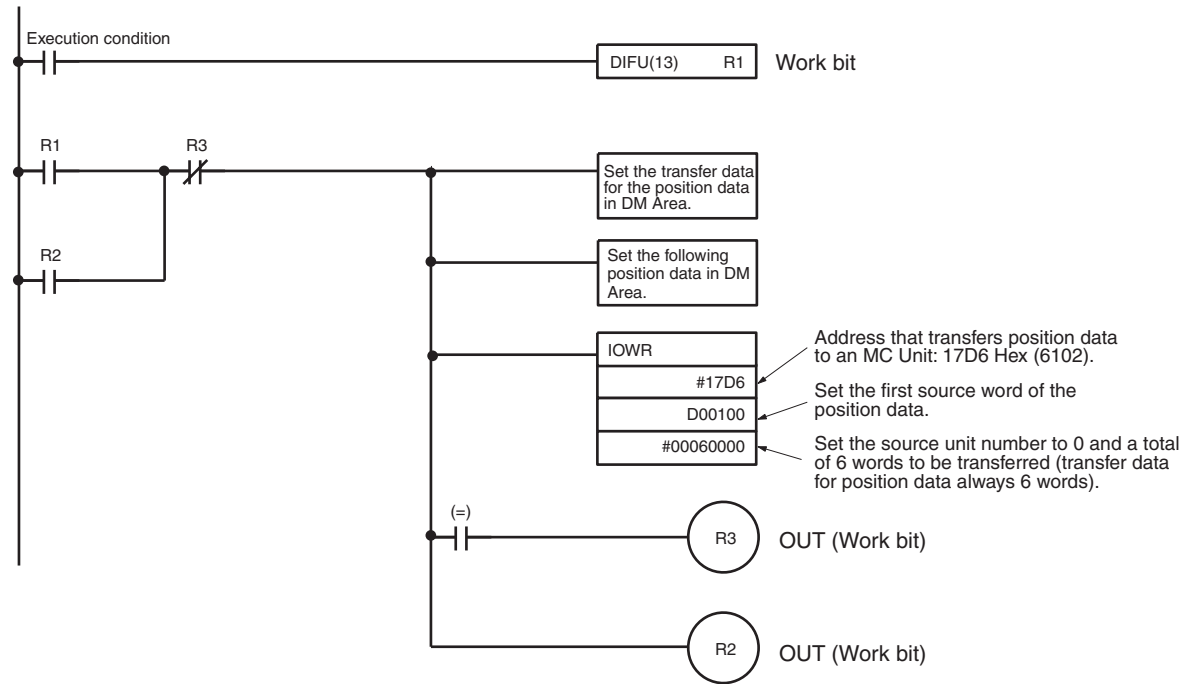 Execution condition
DIFU(13) R1
Work bit
R1
R3
R2
Set the transfer data
for the position data
in DM Area.
Set the following
position data in DM
Area.
IOWR
#17D6
D00100
#00060000
Address that transfers position data
to an MC Unit: 17D6 Hex (6102).
Set the first source word of the
position data.
Set the source unit number to 0 and a total
of 6 words to be transferred (transfer data
for position data always 6 words).
(=)
R3
OUT (Work bit)
R2
OUT (Work bit)